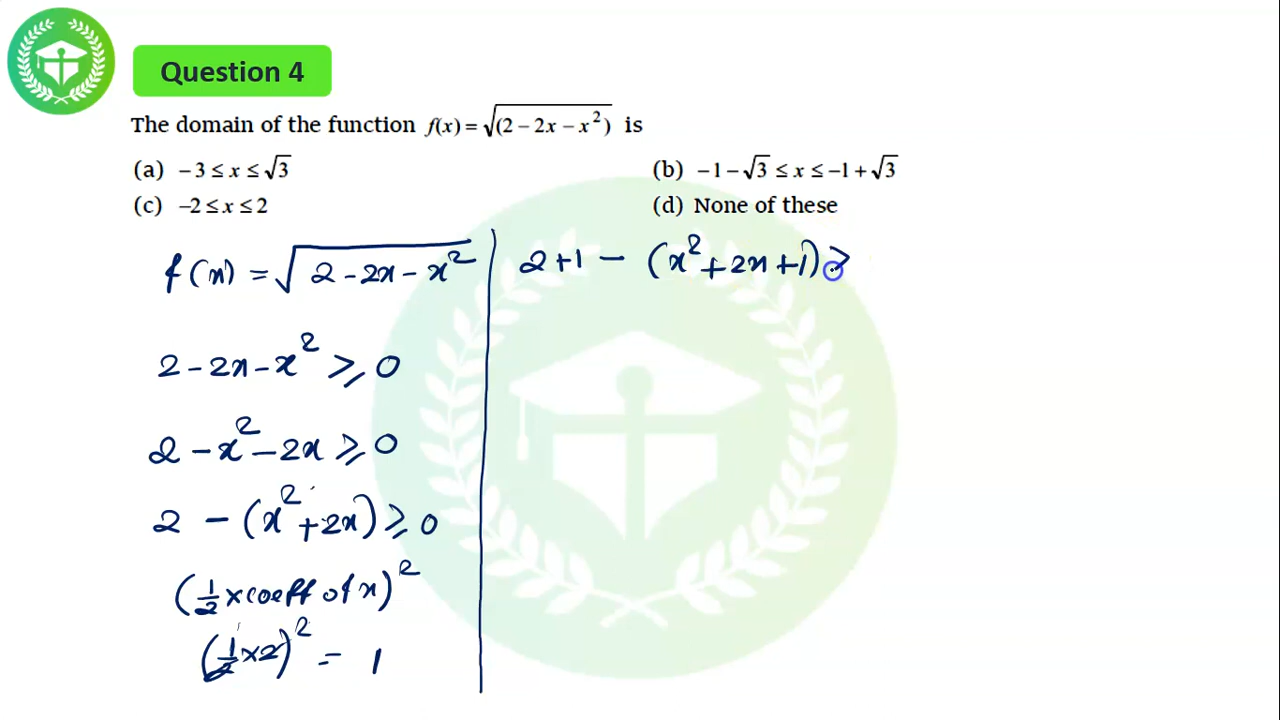 Question 4
The domain of the function f(x) = √(2 − 2x − x²) is
(a) −3 ≤ x ≤ √3
(b) −1 − √3 ≤ x ≤ −1 + √3
(c) −2 ≤ x ≤ 2
(d) None of these
f(x) = √2 - 2x - x²
2 - 2x - x² ≥ 0
2 - x² - 2x ≥ 0
2 - (x² + 2x) ≥ 0
(1/2 x coeff of x)²
(1/2 x 2)² = 1
2 + 1 - (x² + 2x + 1) ≥